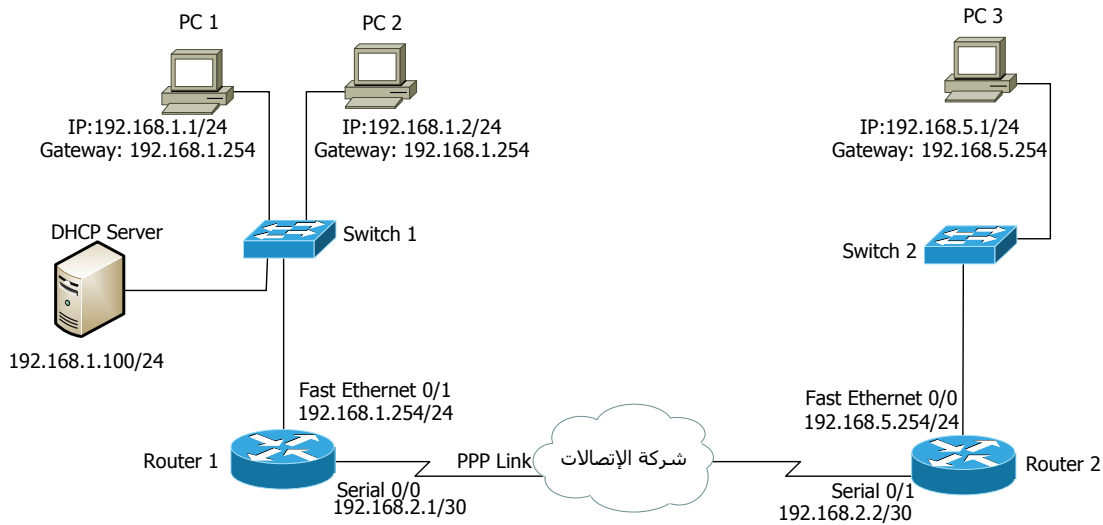 PC 1
PC 2
PC 3
IP:192.168.1.1/24
Gateway: 192.168.1.254
IP:192.168.1.2/24
Gateway: 192.168.1.254
IP:192.168.5.1/24
Gateway: 192.168.5.254
DHCP Server
Switch 1
Switch 2
192.168.1.100/24
Fast Ethernet 0/1
192.168.1.254/24
Fast Ethernet 0/0
192.168.5.254/24
Router 1
PPP Link
شركة الإتصالات
Router 2
Serial 0/0
192.168.2.1/30
Serial 0/1
192.168.2.2/30